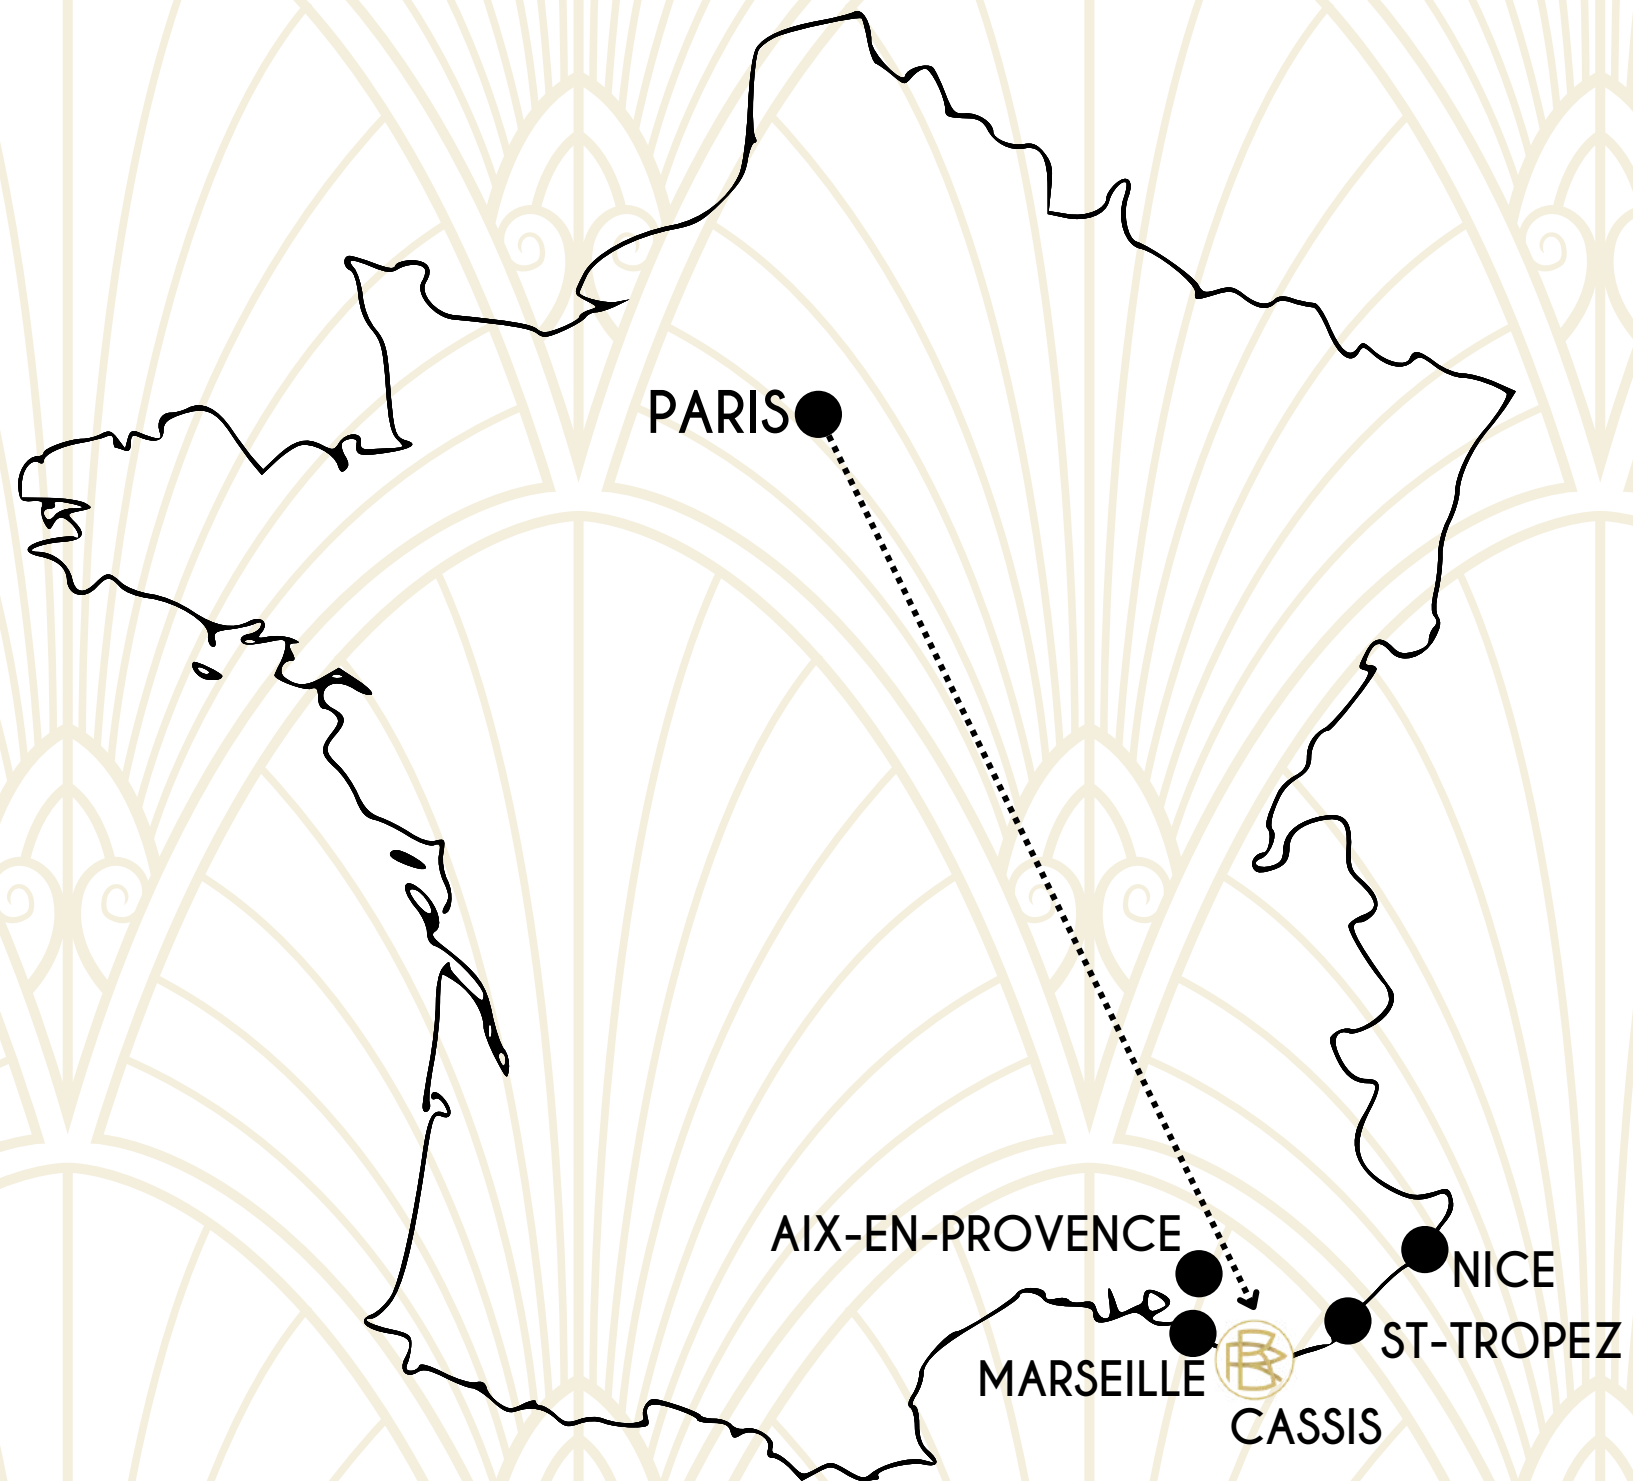 PARIS
AIX-EN-PROVENCE
NICE
ST-TROPEZ
MARSEILLE
CASSIS